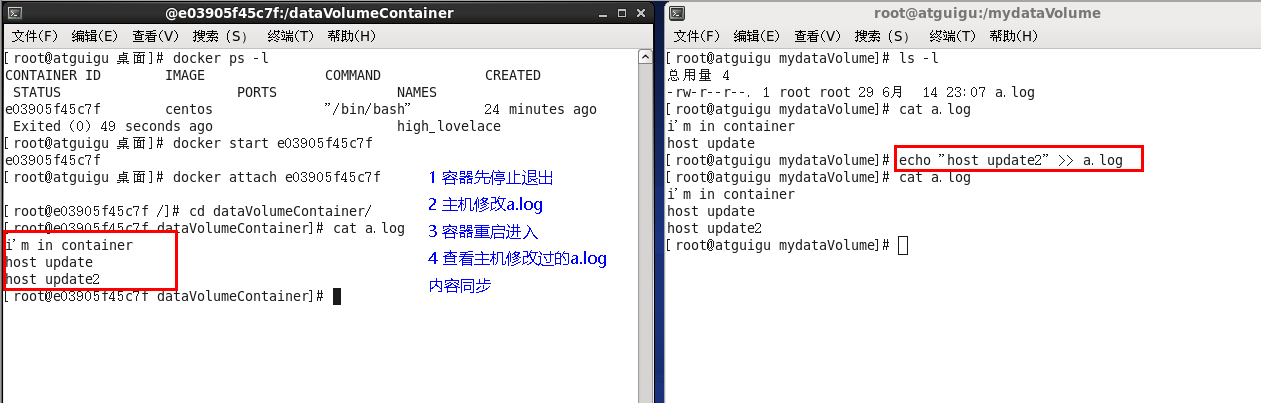 @e03905f45c7f:/dataVolumeContainer
文件(F) 编辑(E) 查看(V) 搜索 (S) 终端(T) 帮助(H)
[root@atguigu 桌面]# docker ps -l
CONTAINER ID IMAGE COMMAND CREATED
STATUS PORTS NAMES
e03905f45c7f centos "/bin/bash" 24 minutes ago
Exited (0) 49 seconds ago high_lovelace
[root@atguigu 桌面]# docker start e03905f45c7f
e03905f45c7f
[root@atguigu 桌面]# docker attach e03905f45c7f
[root@e03905f45c7f /]# cd dataVolumeContainer/
[root@e03905f45c7f dataVolumeContainer]# cat a.log
i'm in container
host update
host update2
[root@e03905f45c7f dataVolumeContainer]#
1 容器先停止退出
2 主机修改a.log
3 容器重启进入
4 查看主机修改过的a.log
内容同步
root@atguigu:/mydataVolume
文件(F) 编辑(E) 查看(V) 搜索 (S) 终端(T) 帮助(H)
[root@atguigu mydataVolume]# ls -l
总用量 4
-rw-r--r--. 1 root root 29 6月 14 23:07 a.log
[root@atguigu mydataVolume]# cat a.log
i'm in container
host update
[root@atguigu mydataVolume]# echo "host update2" >> a.log
[root@atguigu mydataVolume]# cat a.log
i'm in container
host update
host update2
[root@atguigu mydataVolume]#